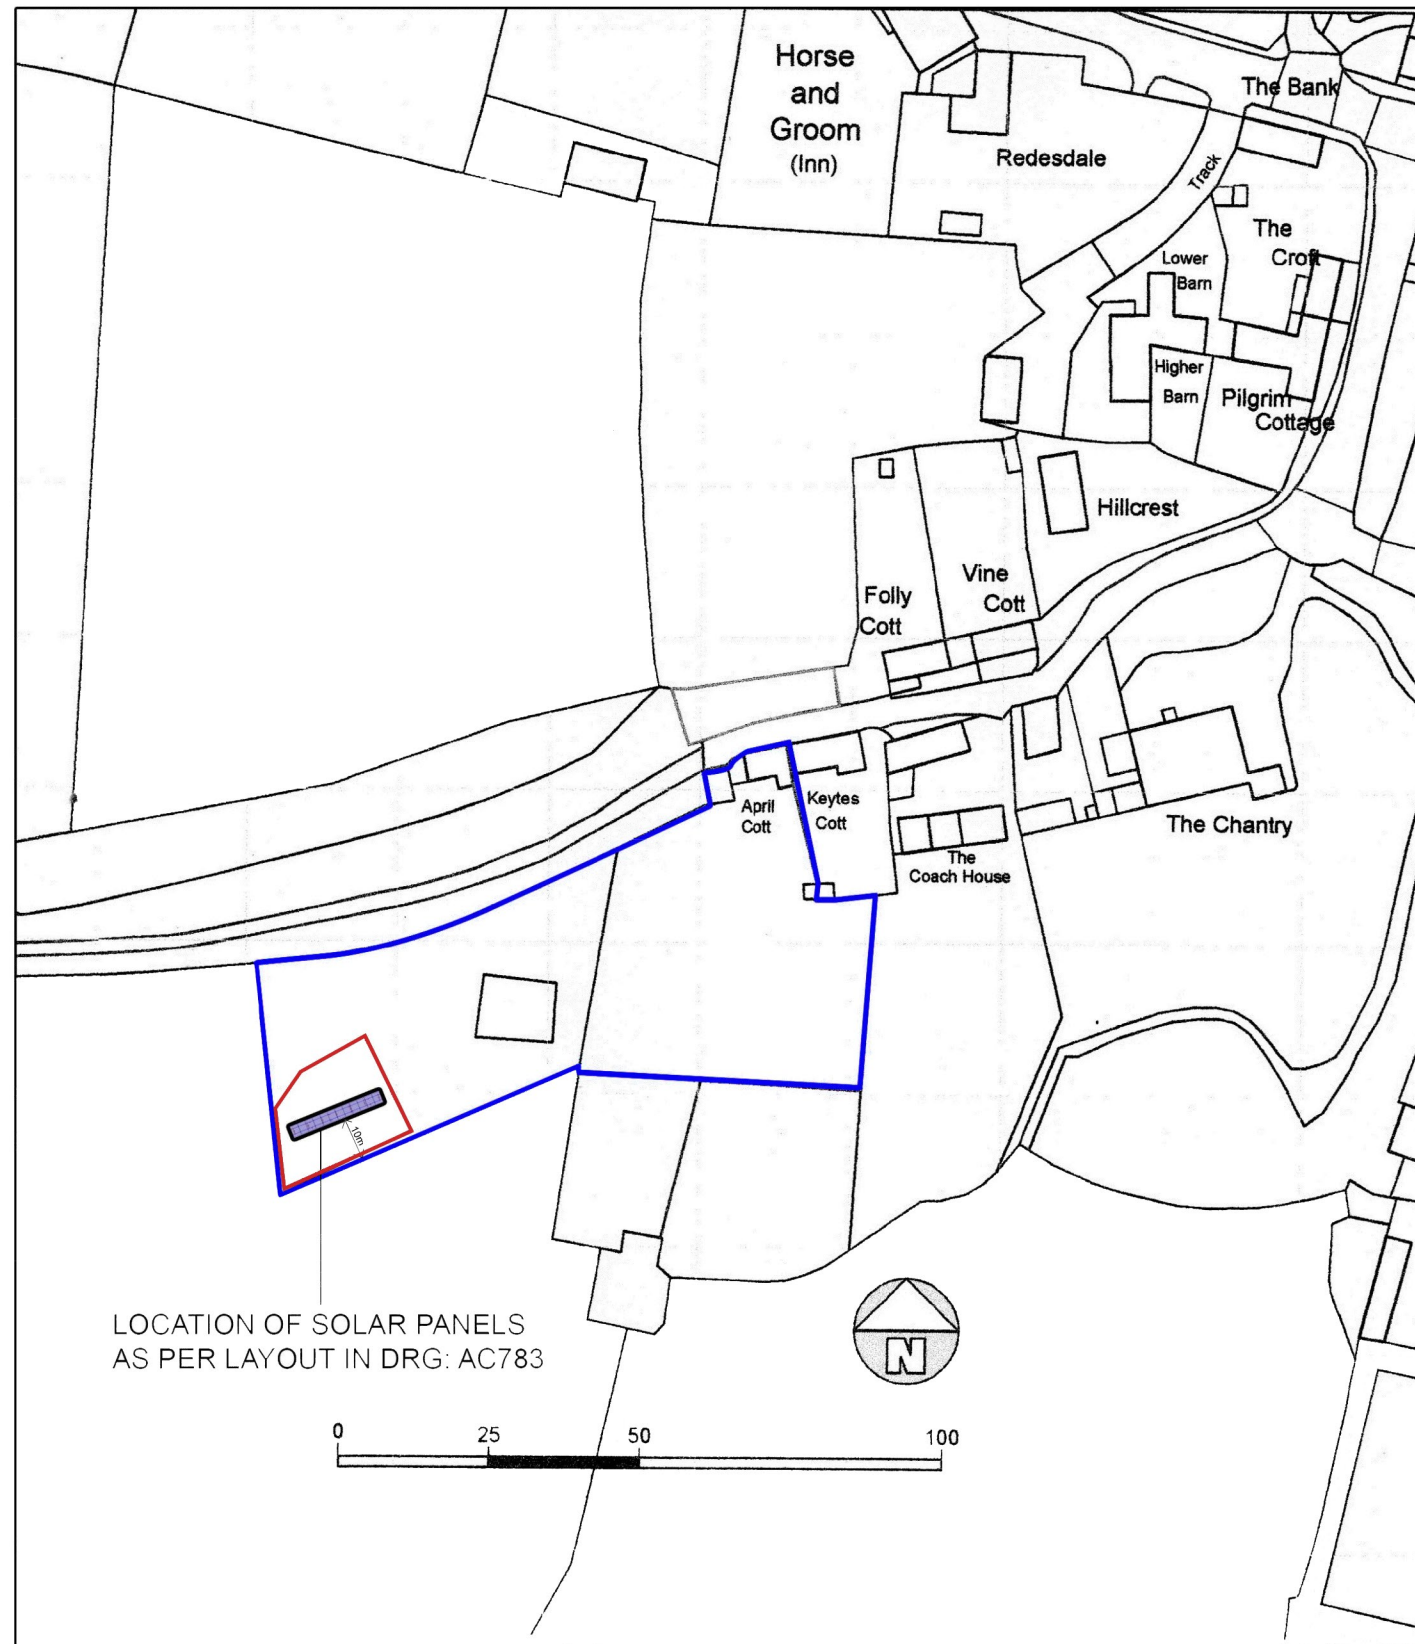 Horse
and
Groom
(Inn)
The Bank
Redesdale
Track
The
Croft
Lower
Barn
Higher
Barn
Pilgrim
Cottage
Hillcrest
Vine
Cott
Folly
Cott
April
Cott
Keytes
Cott
The Chantry
The
Coach House
10m
LOCATION OF SOLAR PANELS
AS PER LAYOUT IN DRG: AC783
N
0 25 50 100